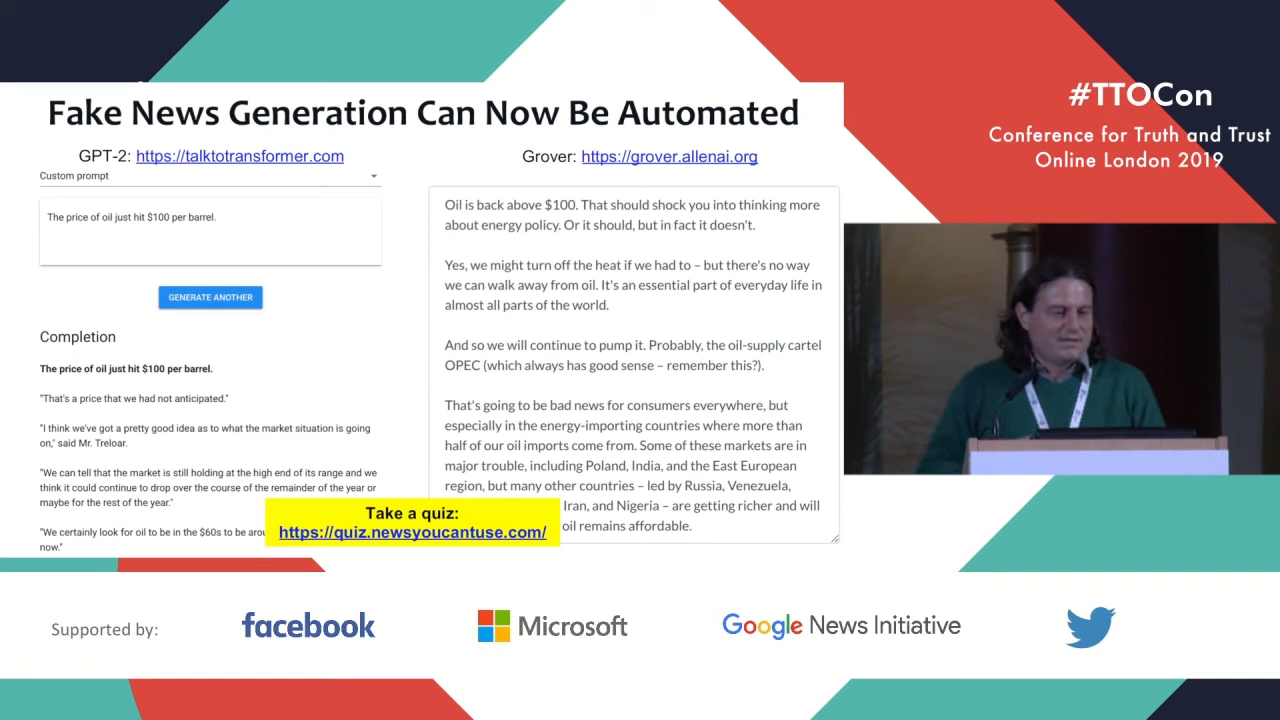 Fake News Generation Can Now Be Automated
GPT-2: https://talktotransformer.com
Custom prompt
The price of oil just hit $100 per barrel.
GENERATE ANOTHER
Completion
The price of oil just hit $100 per barrel.
"That's a price that we had not anticipated."
"I think we've got a pretty good idea as to what the market situation is going
on," said Mr. Treloar.
"We can tell that the market is still holding at the high end of its range and we
think it could continue to drop over the course of the remainder of the year or
maybe for the rest of the year."
"We certainly look for oil to be in the $60s to be
now."
Grover: https://grover.allenai.org
Oil is back above $100. That should shock you into thinking more
about energy policy. Or it should, but in fact it doesn't.
Yes, we might turn off the heat if we had to – but there's no way
we can walk away from oil. It's an essential part of everyday life in
almost all parts of the world.
And so we will continue to pump it. Probably, the oil-supply cartel
OPEC (which always has good sense – remember this?).
That's going to be bad news for consumers everywhere, but
especially in the energy-importing countries where more than
half of our oil imports come from. Some of these markets are in
major trouble, including Poland, India, and the East European
region, but many other countries – led by Russia, Venezuela,
Iran, and Nigeria – are getting richer and will
oil remains affordable.
Take a quiz:
https://quiz.newsyoucantuse.com/
#TTOCon
Conference for Truth and Trust
Online London 2019
Supported by:
facebook
Microsoft
Google News Initiative